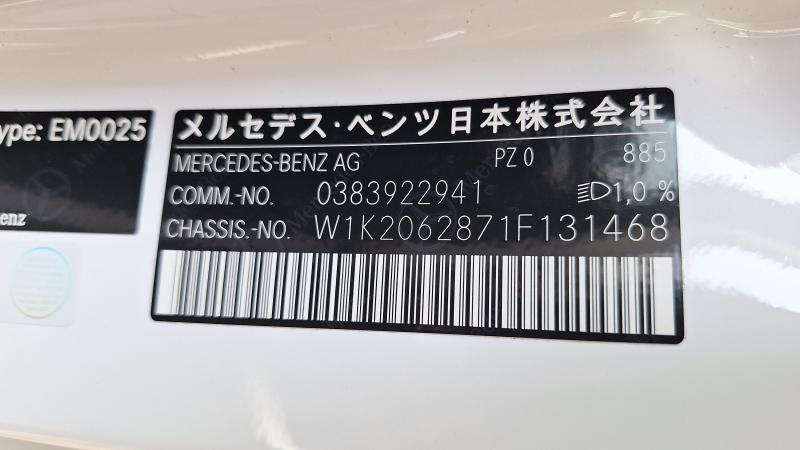 ype: EM0025
enz
メルセデス・ベンツ日本株式会社
MERCEDES-BENZ AG PZ 0 885
COMM.-NO. 0383922941 1,0 %
CHASSIS.-NO. W1K2062871F131468